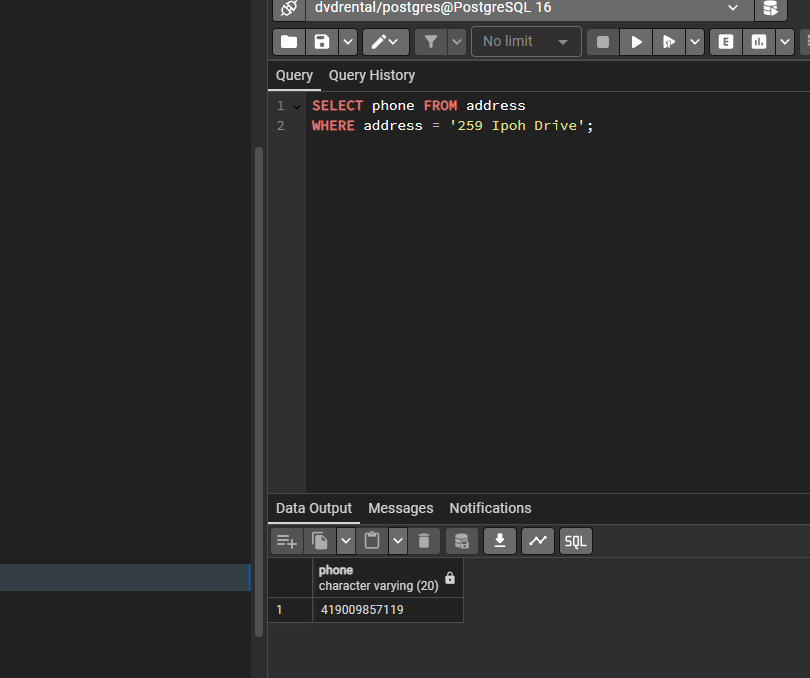 dvdrental/postgres@PostgreSQL 16
No limit
E
Query Query History
1 SELECT phone FROM address
2 WHERE address = '259 Ipoh Drive';
Data Output Messages Notifications
SQL
phone
character varying (20)
1 419009857119